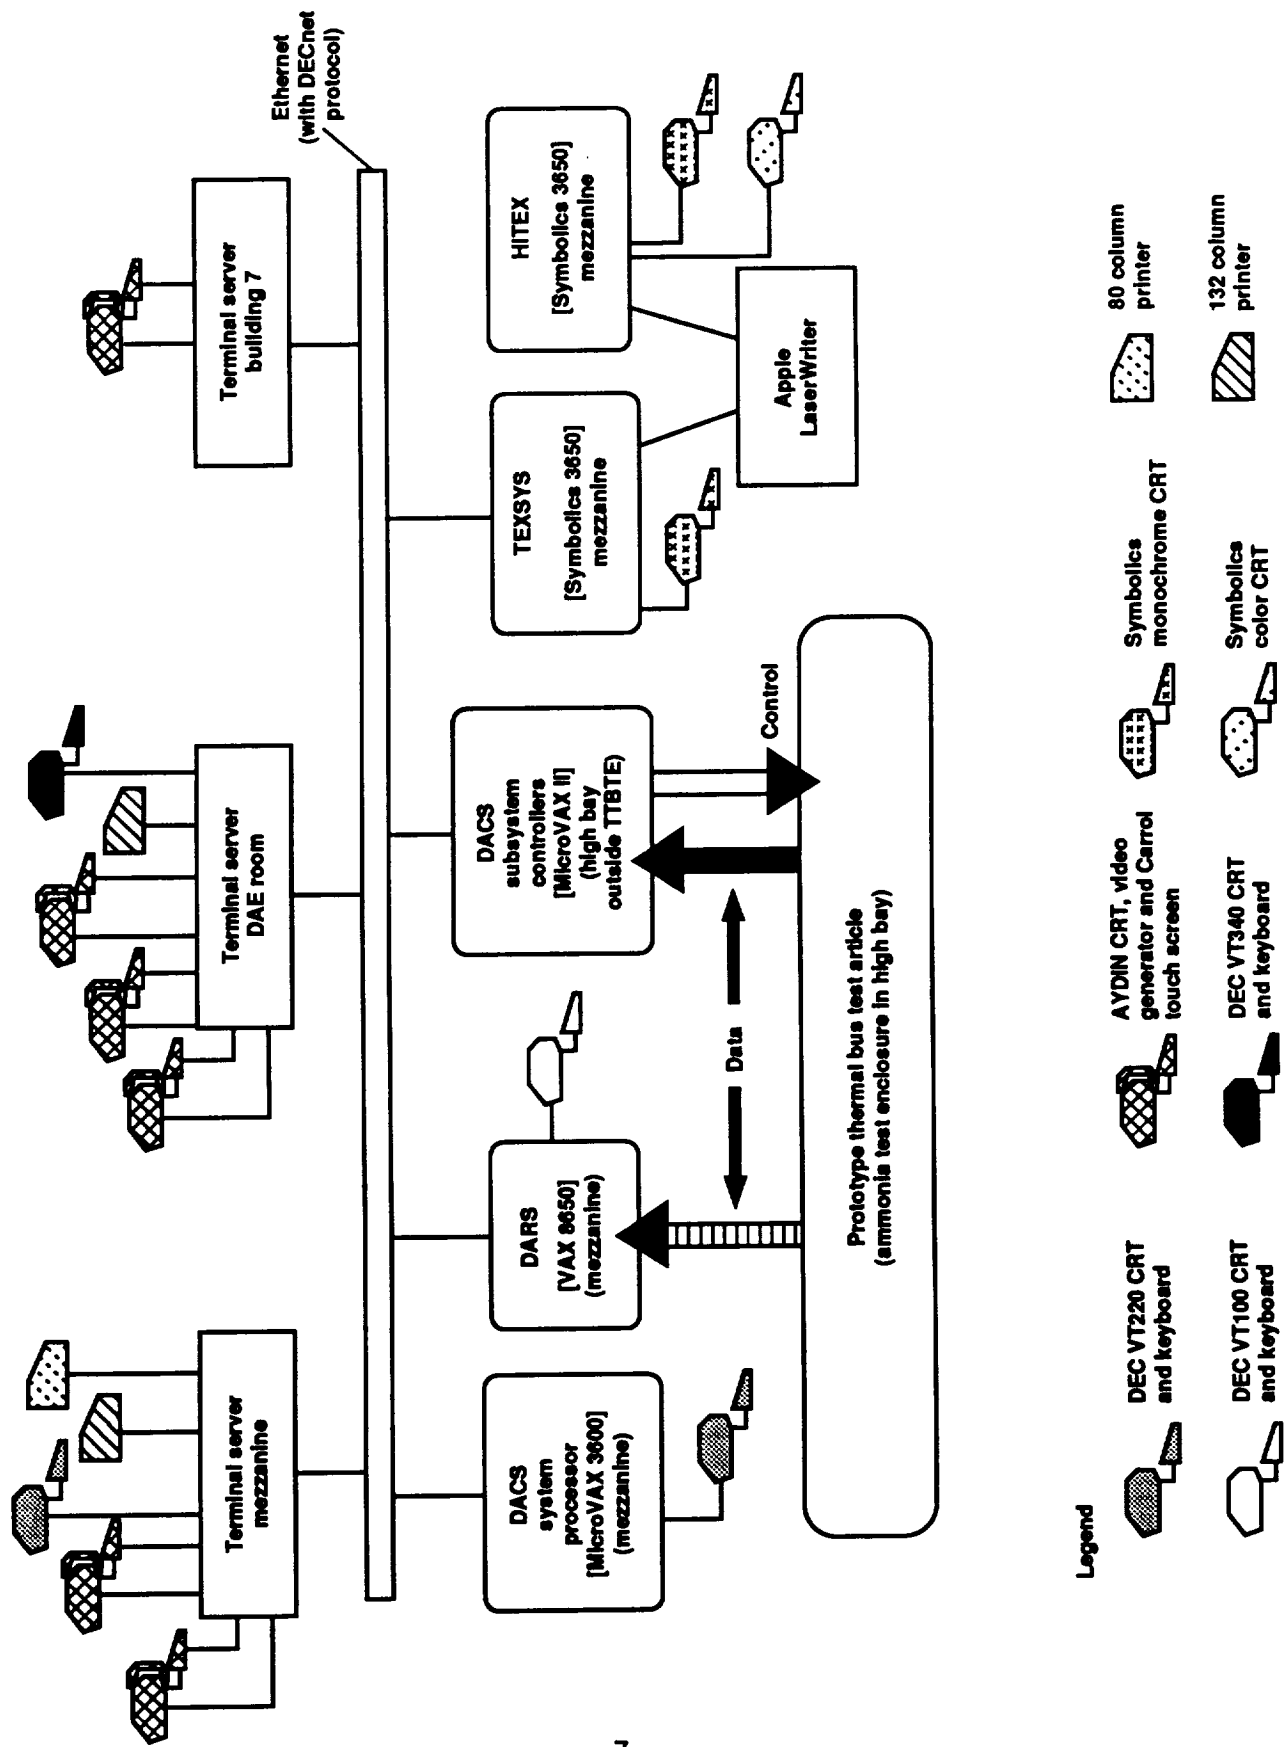 Terminal server
mezzanine
Terminal server
DAE room
Terminal server
building 7
Ethernet
(with DECnet
protocol)
DACS
system
processor
[MicroVAX 3600]
(mezzanine)
DARS
[VAX 8650]
(mezzanine)
DACS
subsystem
controllers
[MicroVAX II]
(high bay
outside TTBTE)
TEXSYS
[Symbolics 3650]
mezzanine
HITEX
[Symbolics 3650]
mezzanine
Apple
LaserWriter
Data
Control
Prototype thermal bus test article
(ammonia test enclosure in high bay)
Legend
DEC VT220 CRT
and keyboard
AYDIN CRT, video
generator and Carrol
touch screen
Symbolics
monochrome CRT
80 column
printer
DEC VT100 CRT
and keyboard
DEC VT340 CRT
and keyboard
Symbolics
color CRT
132 column
printer